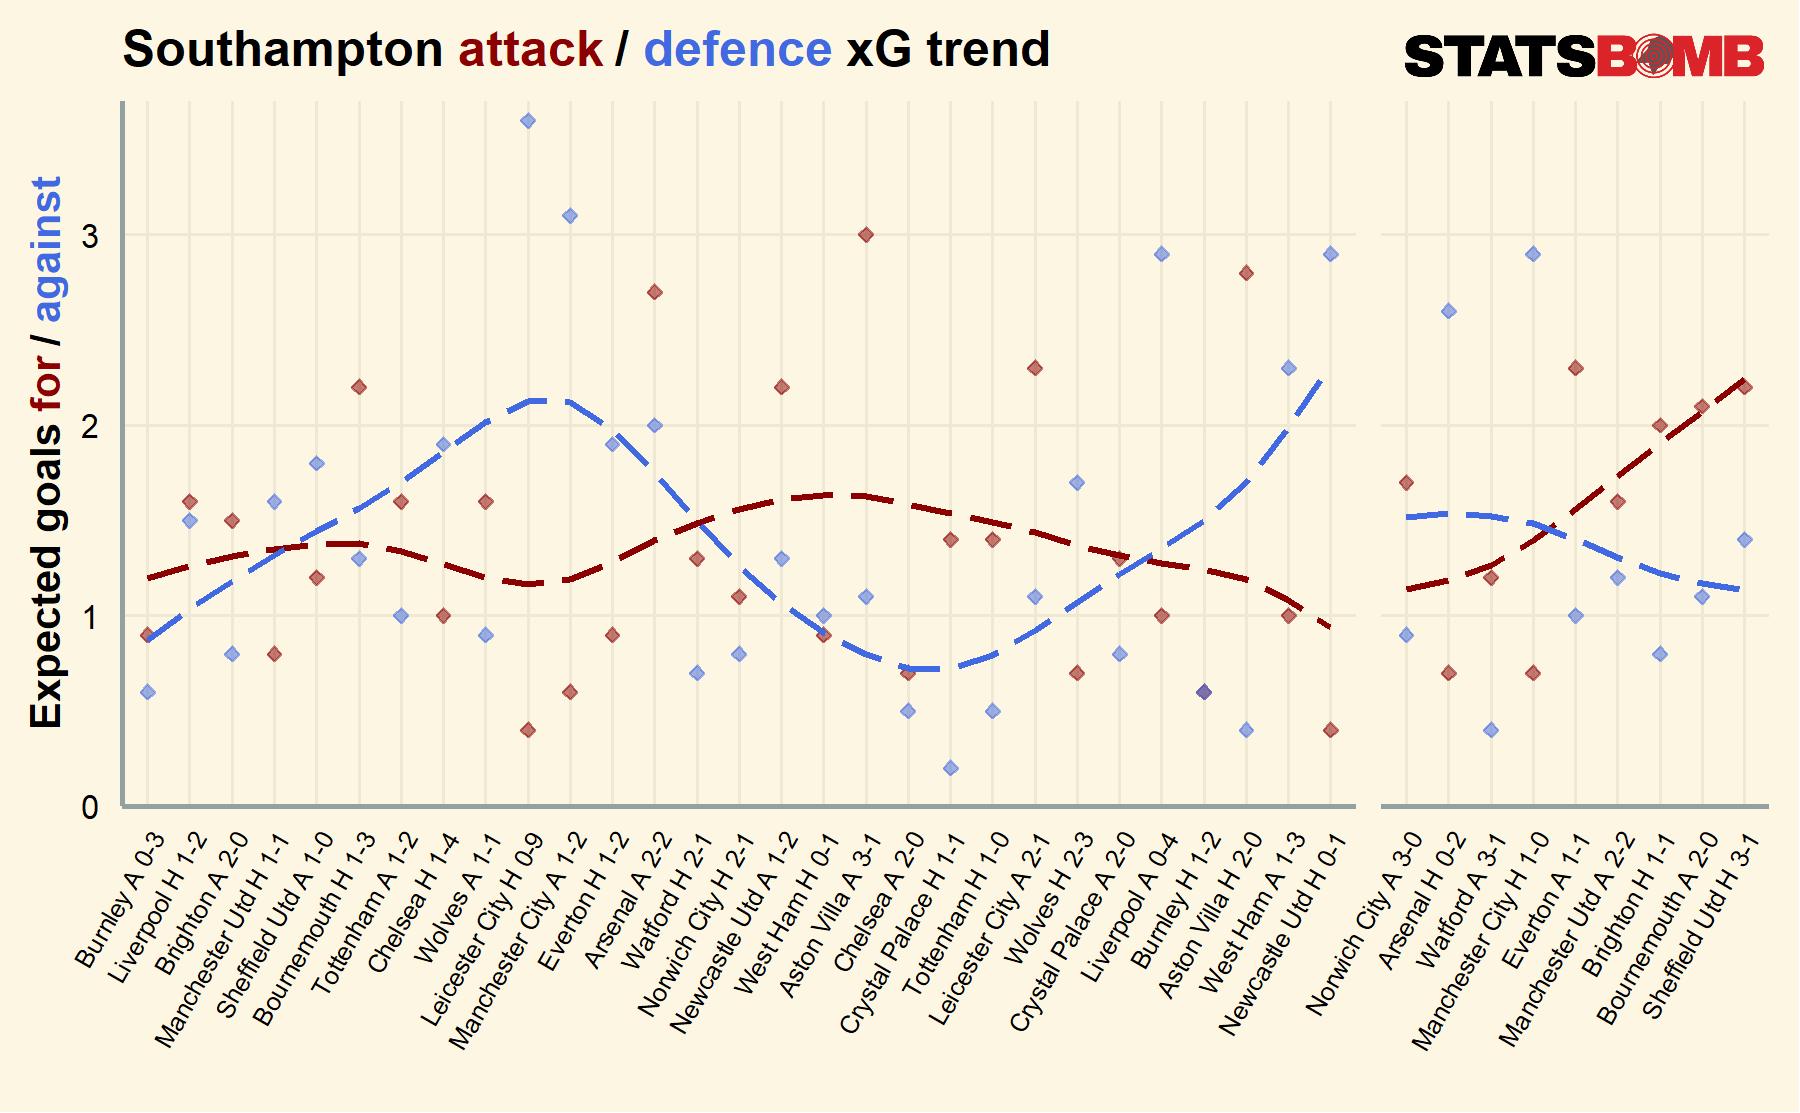 Southampton attack / defence xG trend
STATSBOMB
Expected goals for / against
3
2
1
0
Burnley A 0-3
Liverpool H 1-2
Brighton A 2-0
Manchester Utd H 1-1
Sheffield Utd A 1-0
Bournemouth H 1-3
Tottenham A 1-2
Chelsea H 1-4
Wolves A 1-1
Leicester City H 0-9
Manchester City A 1-2
Everton H 1-2
Arsenal A 2-2
Watford H 2-1
Norwich City H 2-1
Newcastle Utd A 1-2
West Ham H 0-1
Aston Villa A 3-1
Chelsea A 2-0
Crystal Palace H 1-1
Tottenham H 1-0
Leicester City A 2-1
Wolves H 2-3
Crystal Palace A 2-0
Liverpool A 0-4
Burnley H 1-2
Aston Villa H 2-0
West Ham A 1-3
Newcastle Utd H 0-1
Norwich City A 3-0
Arsenal H 0-2
Watford A 3-1
Manchester City H 1-0
Everton A 1-1
Manchester Utd A 2-2
Brighton H 1-1
Bournemouth A 2-0
Sheffield Utd H 3-1